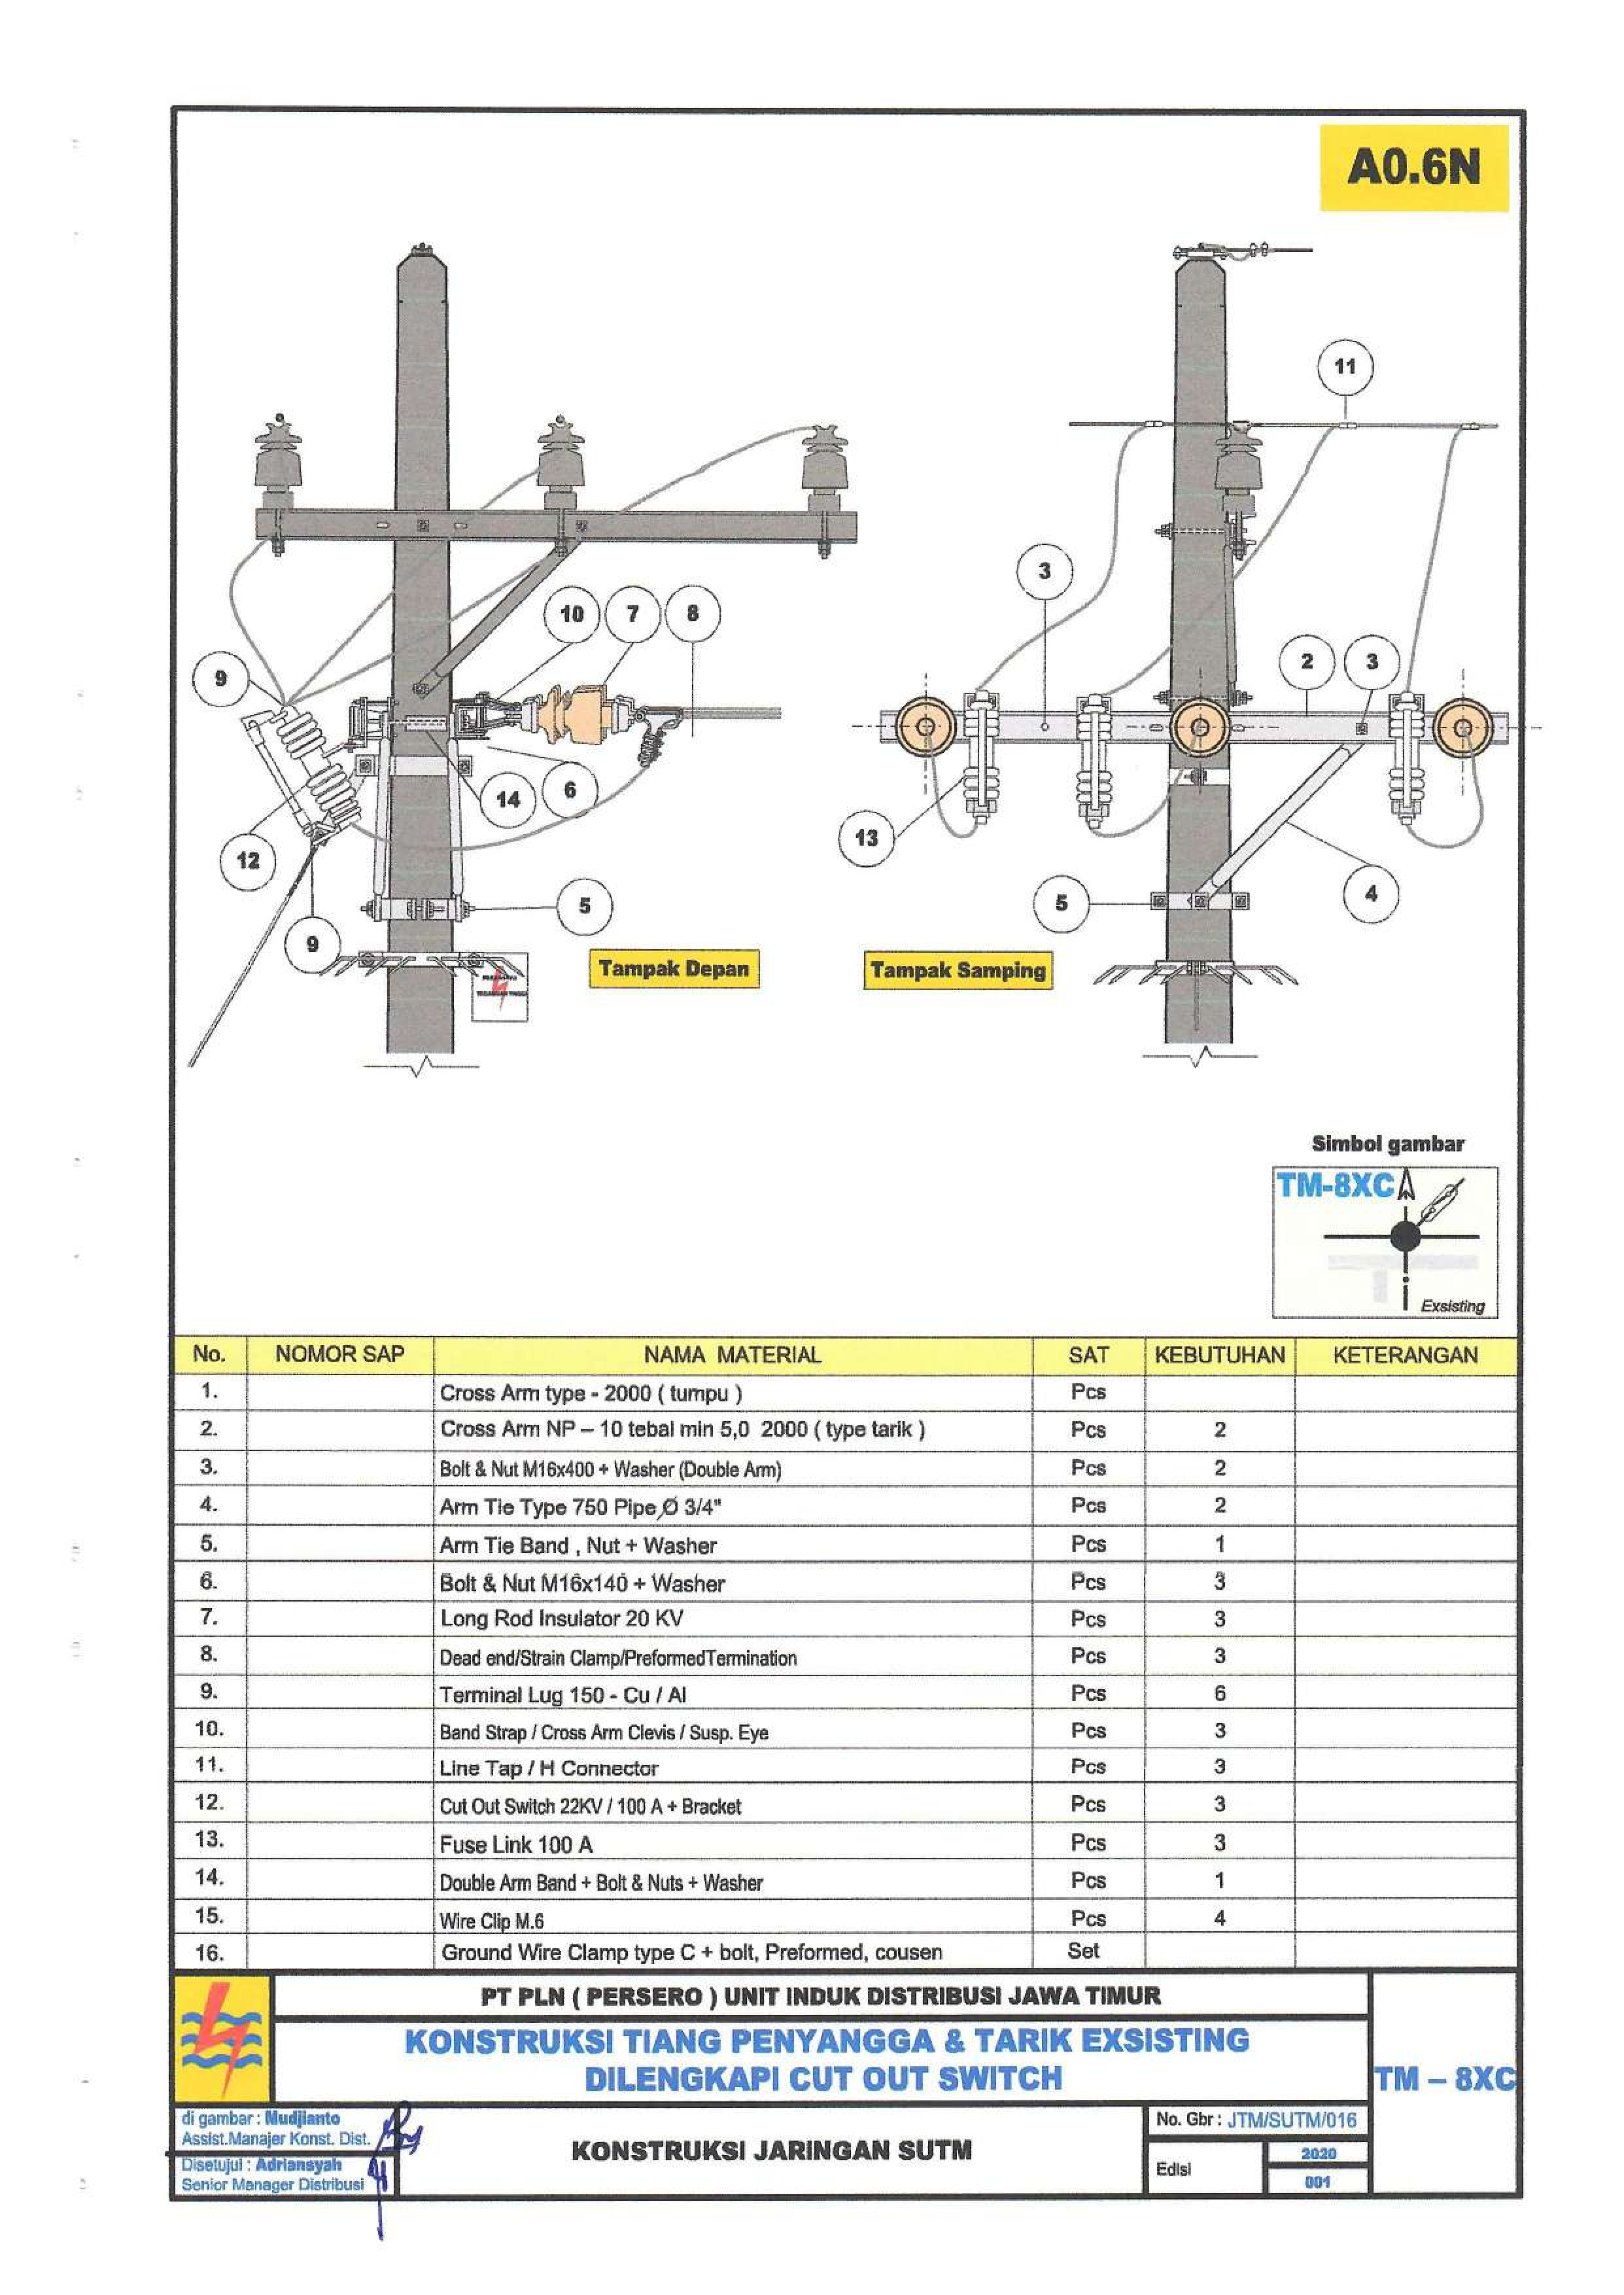 A0.6N
11
3
10
7
8
2
3
9
14
6
13
12
5
5
4
9
Tampak Depan
Tampak Samping
Simbol gambar
TM-8XC
Exsisting
No. NOMOR SAP NAMA MATERIAL SAT KEBUTUHAN KETERANGAN
1. Cross Arm type - 2000 ( tumpu ) Pcs
2. Cross Arm NP – 10 tebal min 5,0 2000 ( type tarik ) Pcs 2
3. Bolt & Nut M16x400 + Washer (Double Arm) Pcs 2
4. Arm Tie Type 750 Pipe Ø 3/4" Pcs 2
5. Arm Tie Band , Nut + Washer Pcs 1
6. Bolt & Nut M16x140 + Washer Pcs 3
7. Long Rod Insulator 20 KV Pcs 3
8. Dead end/Strain Clamp/PreformedTermination Pcs 3
9. Terminal Lug 150 - Cu / Al Pcs 6
10. Band Strap / Cross Arm Clevis / Susp. Eye Pcs 3
11. Line Tap / H Connector Pcs 3
12. Cut Out Switch 22KV / 100 A + Bracket Pcs 3
13. Fuse Link 100 A Pcs 3
14. Double Arm Band + Bolt & Nuts + Washer Pcs 1
15. Wire Clip M.6 Pcs 4
16. Ground Wire Clamp type C + bolt, Preformed, cousen Set
PT PLN ( PERSERO ) UNIT INDUK DISTRIBUSI JAWA TIMUR
KONSTRUKSI TIANG PENYANGGA & TARIK EXSISTING
DILENGKAPI CUT OUT SWITCH
TM – 8XC
di gambar : Mudjianto
Assist.Manajer Konst. Dist.
Disetujui : Adriansyah
Senior Manager Distribusi
KONSTRUKSI JARINGAN SUTM
No. Gbr : JTM/SUTM/016
Edisi
2020
001